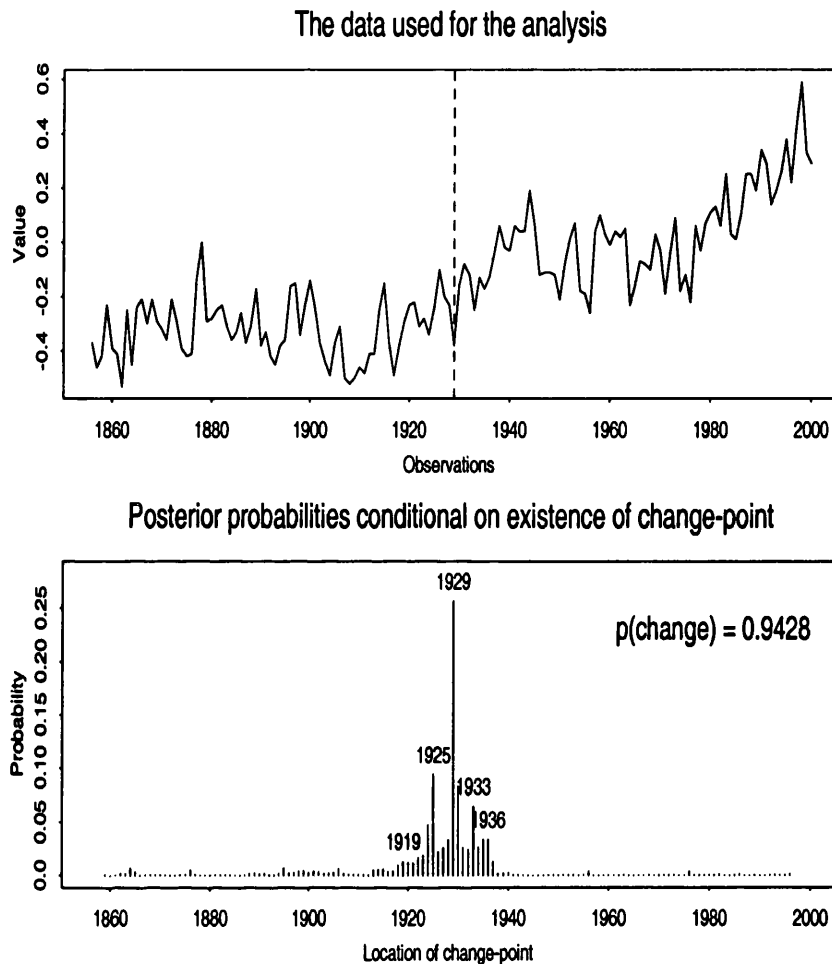 The data used for the analysis
Value
0.6
0.4
0.2
0.0
-0.2
-0.4
1860 1880 1900 1920 1940 1960 1980 2000
Observations
Posterior probabilities conditional on existence of change-point
Probability
0.25
0.20
0.15
0.10
0.05
0.0
1929
p(change) = 0.9428
1925
1933
1919
1936
1860 1880 1900 1920 1940 1960 1980 2000
Location of change-point